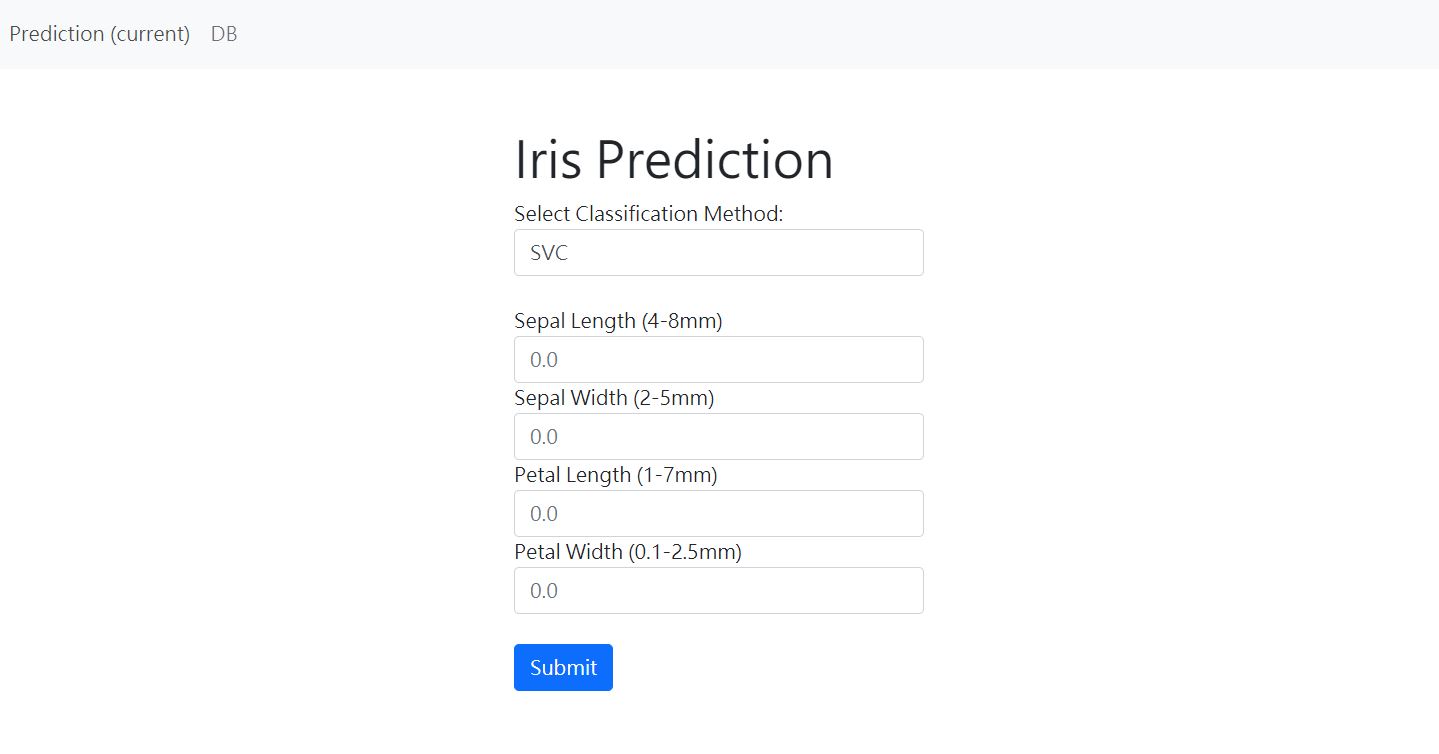 Prediction (current) DB
Iris Prediction
Select Classification Method:
SVC
Sepal Length (4-8mm)
0.0
Sepal Width (2-5mm)
0.0
Petal Length (1-7mm)
0.0
Petal Width (0.1-2.5mm)
0.0
Submit